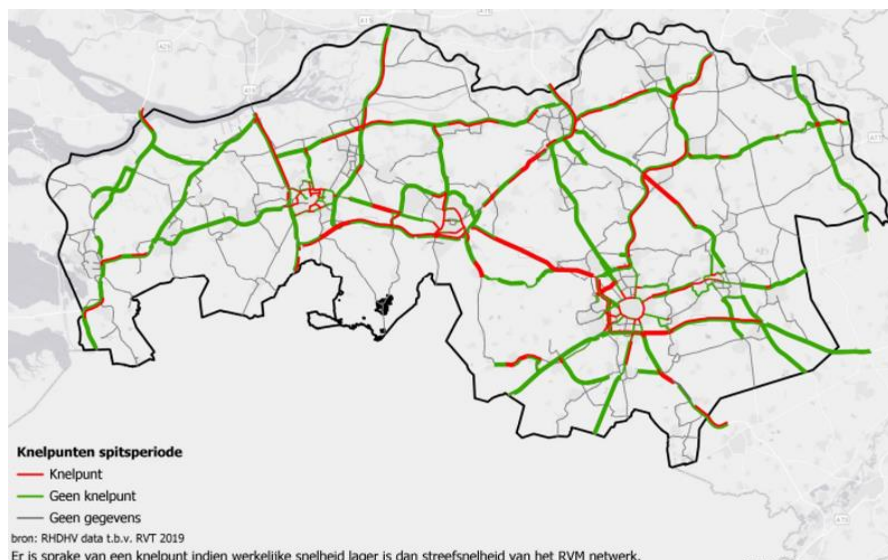 Knelpunten spitsperiode
Knelpunt
Geen knelpunt
Geen gegevens
bron: RHDHV data t.b.v. RVT 2019
Er is sprake van een knelpunt indien werkelijke snelheid lager is dan streefsnelheid van het RVM netwerk.